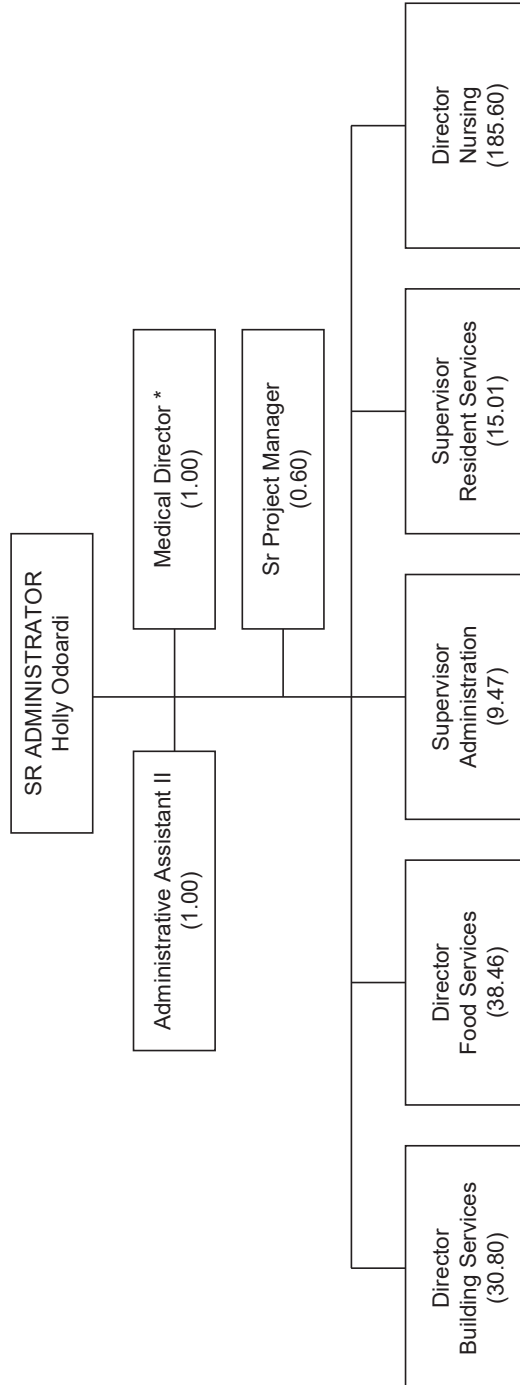 SR ADMINISTRATOR
Holly Odoardi
Administrative Assistant II
(1.00)
Medical Director *
(1.00)
Sr Project Manager
(0.60)
Director
Building Services
(30.80)
Director
Food Services
(38.46)
Supervisor
Administration
(9.47)
Supervisor
Resident Services
(15.01)
Director
Nursing
(185.60)